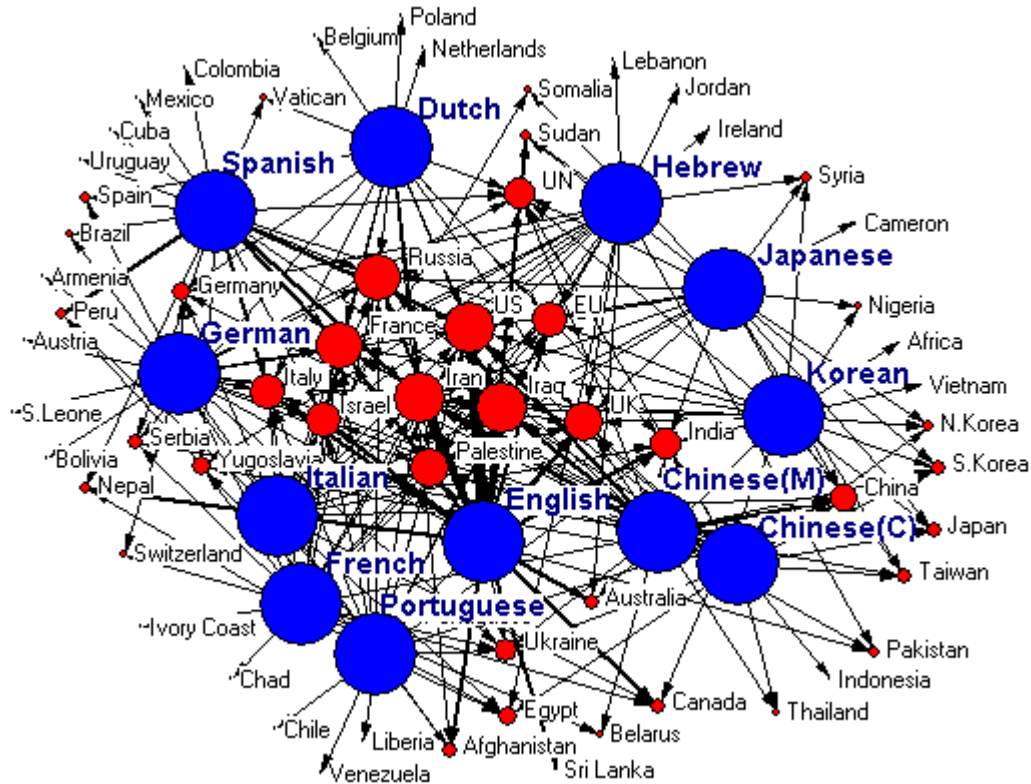 Poland
Belgium
Netherlands
Colombia
Lebanon
Mexico
Vatican
Dutch
Somalia
Jordan
Cuba
Sudan
Ireland
Uruguay
Spanish
Hebrew
Spain
UN
Syria
Brazil
Cameron
Armenia
Germany
Russia
Japanese
Peru
German
France
US
EU
Nigeria
Austria
Africa
Italy
Iran
Iraq
Korean
Vietnam
S.Leone
Israel
UK
N.Korea
Serbia
India
Bolivia
Yugoslavia
Palestine
S.Korea
Italian
English
Chinese(M)
China
Nepal
Chinese(C)
Japan
Switzerland
French
Taiwan
Portuguese
Australia
Ivory Coast
Ukraine
Pakistan
Chad
Indonesia
Egypt
Canada
Thailand
Chile
Liberia
Afghanistan
Belarus
Venezuela
Sri Lanka